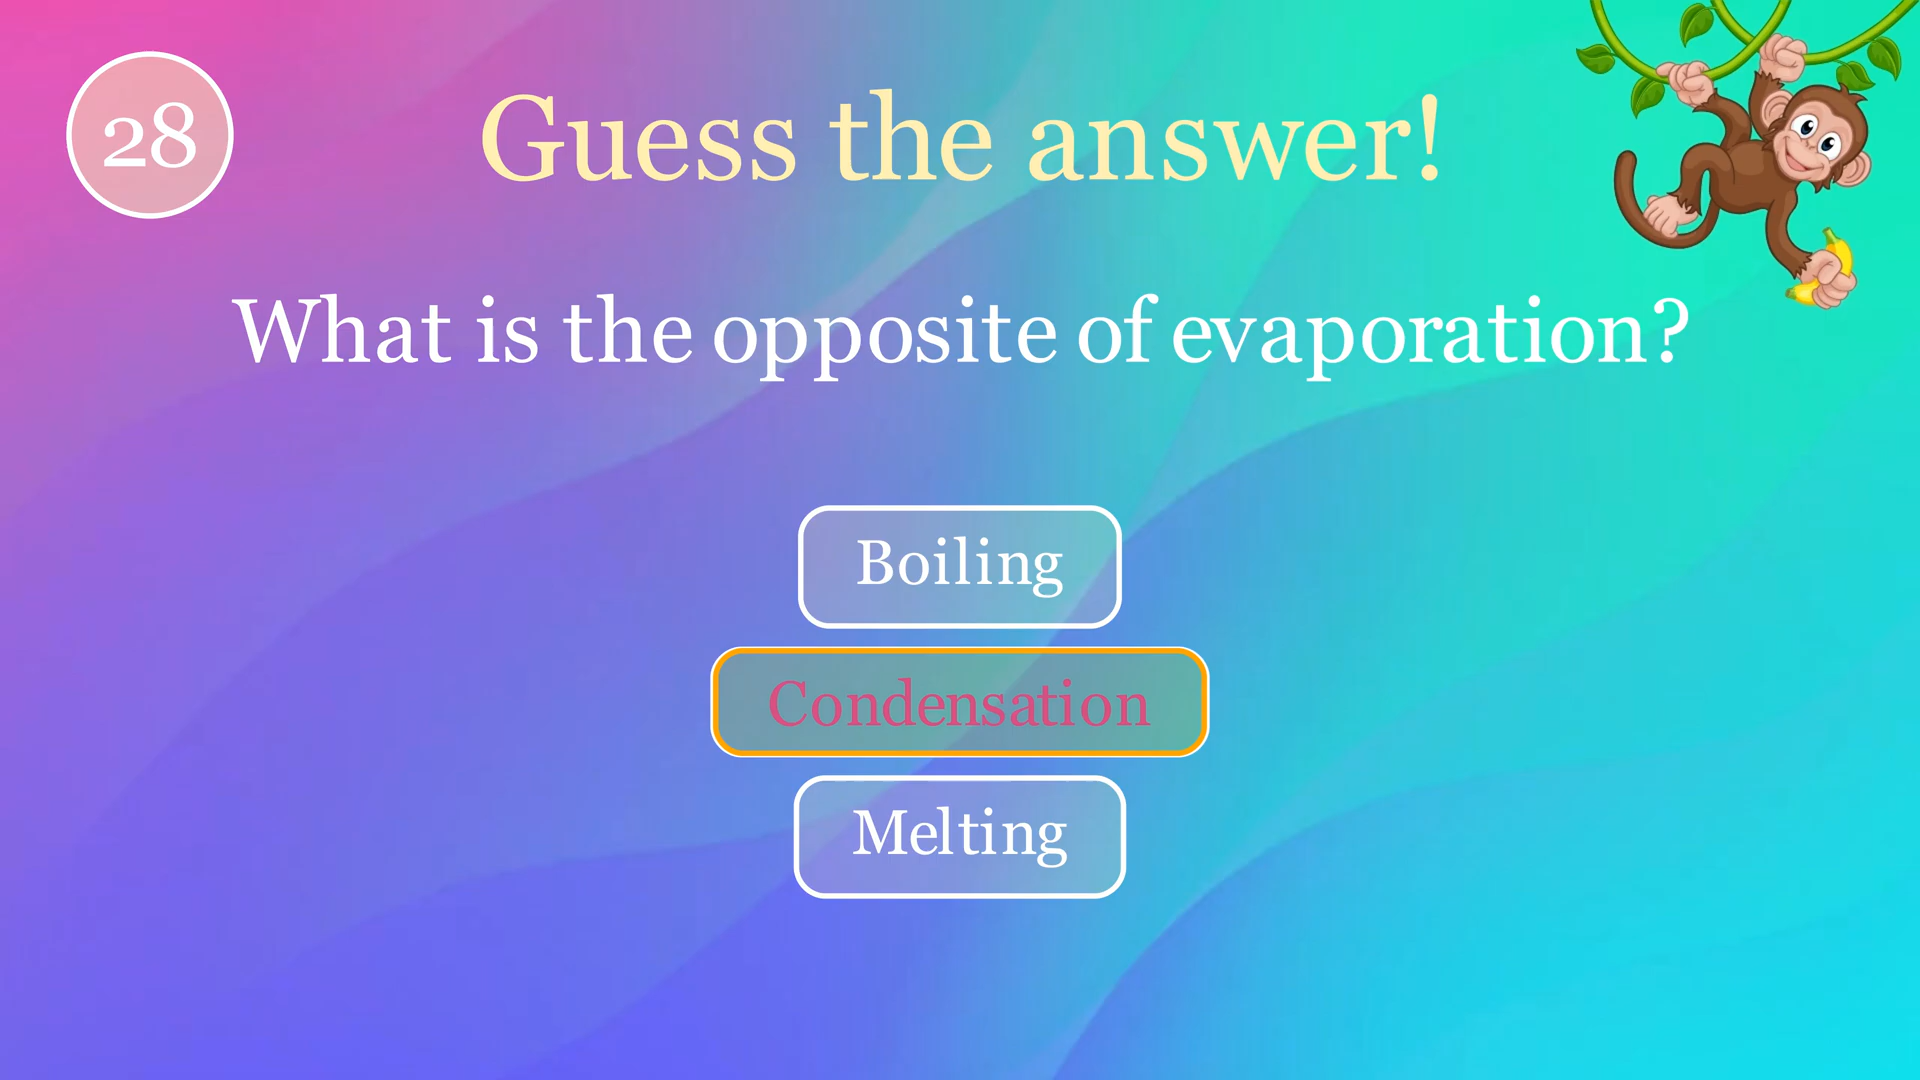 28
Guess the answer!
What is the opposite of evaporation?
Boiling
Condensation
Melting